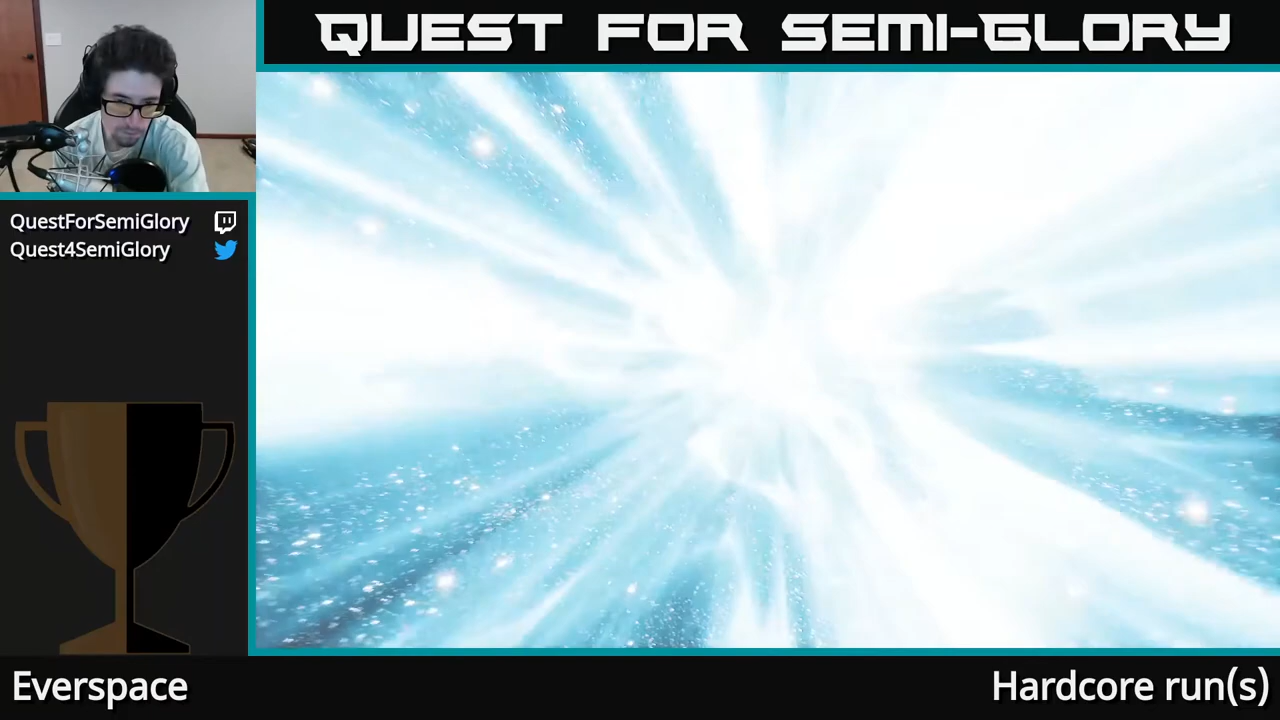 QUEST FOR SEMI-GLORY
QuestForSemiGlory
Quest4SemiGlory
Everspace
Hardcore run(s)